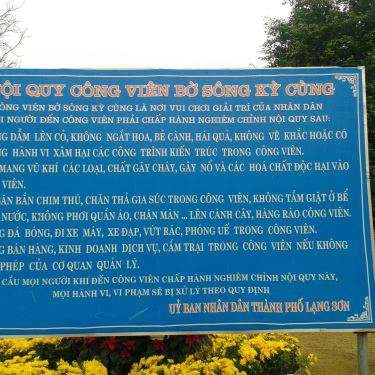 NỘI QUY CÔNG VIÊN BỜ SÔNG KỲ CÙNG
ÔNG VIÊN BỜ SÔNG KỲ CÙNG LÀ NƠI VUI CHƠI GIẢI TRÍ CỦA NHÂN DÂN
I NGƯỜI ĐẾN CÔNG VIÊN PHẢI CHẤP HÀNH NGHIÊM CHỈNH NỘI QUY SAU:
NG DẪM LÊN CỎ, KHÔNG NGẮT HOA, BẺ CÀNH, HÁI QUẢ, KHÔNG VẼ KHẮC HOẶC CÓ
G HÀNH VI XÂM HẠI CÁC CÔNG TRÌNH KIẾN TRÚC TRONG CÔNG VIÊN.
MANG VŨ KHÍ CÁC LOẠI, CHẤT GÂY CHÁY, GÂY NỔ VÀ CÁC HOÁ CHẤT ĐỘC HẠI VÀO
VIÊN.
ĂN BẮN CHIM THÚ, CHĂN THẢ GIA SÚC TRONG CÔNG VIÊN, KHÔNG TẮM GIẶT Ở BỂ
NƯỚC, KHÔNG PHƠI QUẦN ÁO, CHĂN MÀN ... LÊN CÀNH CÂY, HÀNG RÀO CÔNG VIÊN.
G ĐÁ BÓNG, ĐI XE MÁY, XE ĐẠP, VỨT RÁC, PHÓNG UẾ TRONG CÔNG VIÊN.
G BÁN HÀNG, KINH DOANH DỊCH VỤ, CẮM TRẠI TRONG CÔNG VIÊN NẾU KHÔNG
PHÉP CỦA CƠ QUAN QUẢN LÝ.
CẦU MỌI NGƯỜI KHI ĐẾN CÔNG VIÊN CHẤP HÀNH NGHIÊM CHỈNH NỘI QUY NÀY,
MỌI HÀNH VI, VI PHẠM SẼ BỊ XỬ LÝ THEO QUY ĐỊNH
UỶ BAN NHÂN DÂN THÀNH PHỐ LẠNG SƠN